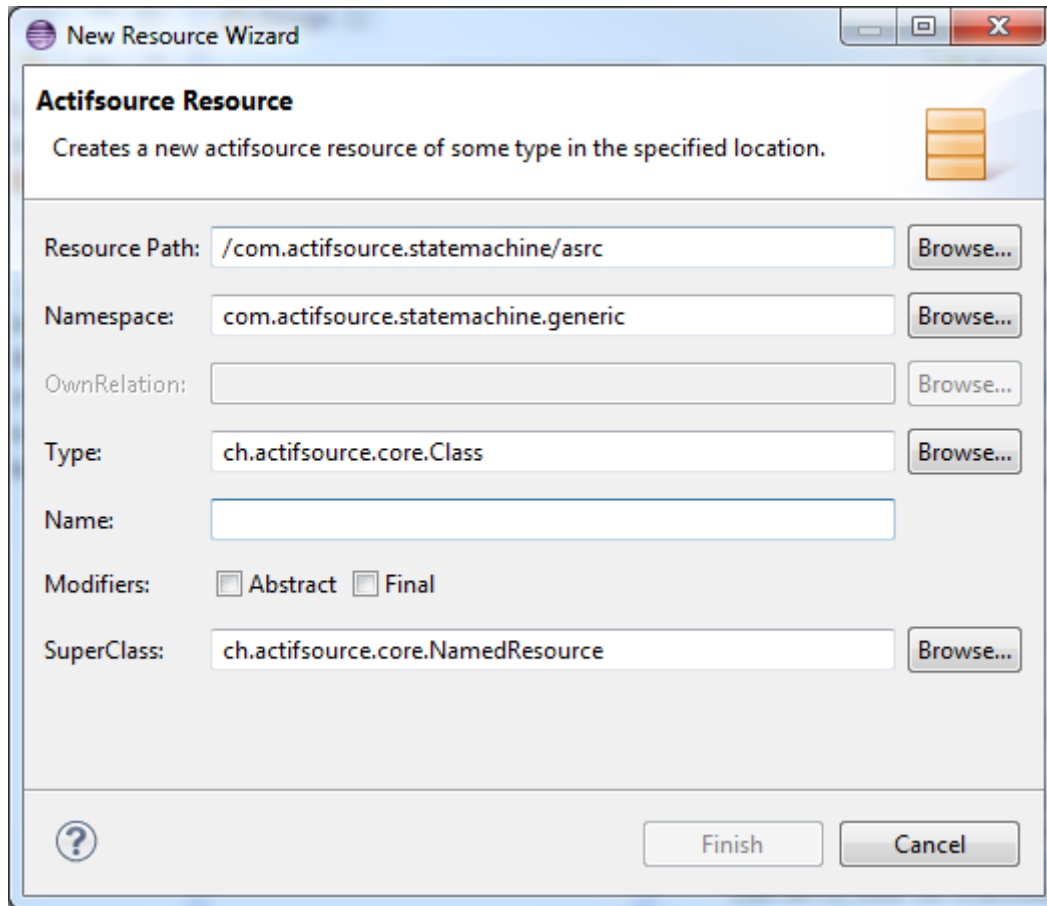 New Resource Wizard
Actifsource Resource
Creates a new actifsource resource of some type in the specified location.
Resource Path: /com.actifsource.statemachine/asrc Browse...
Namespace: com.actifsource.statemachine.generic Browse...
OwnRelation: Browse...
Type: ch.actifsource.core.Class Browse...
Name:
Modifiers: Abstract Final
SuperClass: ch.actifsource.core.NamedResource Browse...
? Finish Cancel